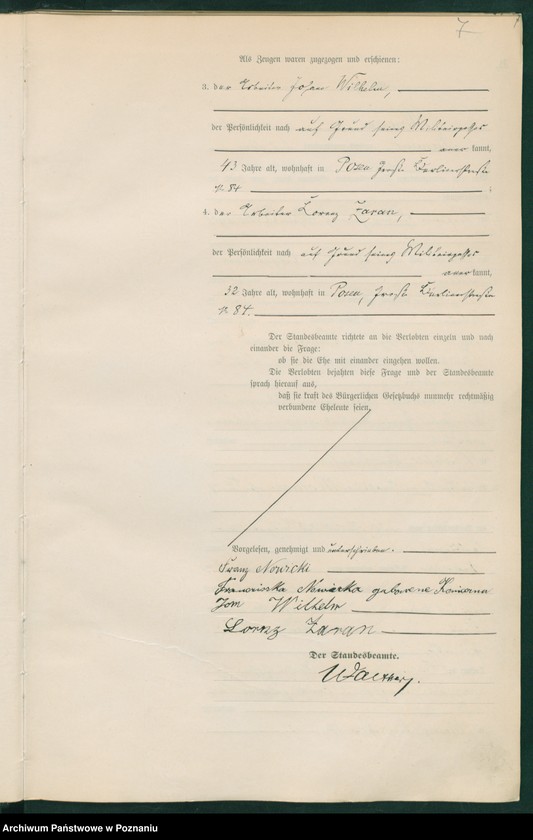 7
Als Zeugen waren zugezogen und erschienen:
3. der Arbeiter Johan Wilhelm,
der Persönlichkeit nach auf Grund seines Militärpasses
anerkannt,
43 Jahre alt, wohnhaft in Posen, Große Berlinerstraße
№ 84 ;
4. der Arbeiter Lorenz Zaran,
der Persönlichkeit nach auf Grund seines Militärpasses
anerkannt,
32 Jahre alt, wohnhaft in Posen, Große Berlinerstraße
№ 84.
Der Standesbeamte richtete an die Verlobten einzeln und nach
einander die Frage:
ob sie die Ehe mit einander eingehen wollen.
Die Verlobten bejahten diese Frage und der Standesbeamte
sprach hierauf aus,
daß sie kraft des Bürgerlichen Gesetzbuchs nunmehr rechtmäßig
verbundene Eheleute seien.
Vorgelesen, genehmigt und unterschrieben.
Franz Nowicki
Nowicka geborene
Wilhelm
Lornz Zaran
Der Standesbeamte.
Archiwum Państwowe w Poznaniu